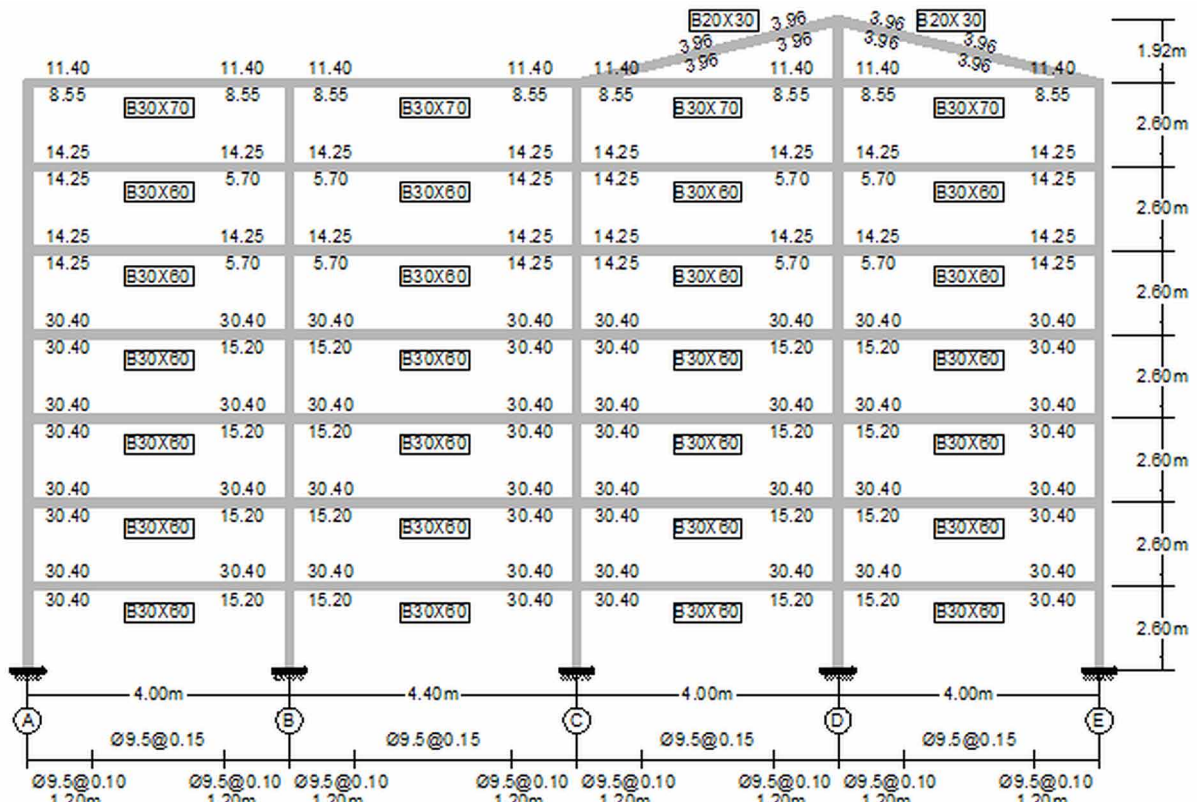 B20X30 3.96 3.96 B20X30
3.96 3.96 3.96 3.96
3.96 3.96
1.92m
11.40 11.40 11.40 11.40 11.40 11.40 11.40 11.40
8.55 8.55 8.55 8.55 8.55 8.55 8.55 8.55
B30X70 B30X70 B30X70 B30X70
2.60m
14.25 14.25 14.25 14.25 14.25 14.25 14.25 14.25
14.25 5.70 5.70 14.25 14.25 5.70 5.70 14.25
B30X60 B30X60 B30X60 B30X60
2.60m
14.25 14.25 14.25 14.25 14.25 14.25 14.25 14.25
14.25 5.70 5.70 14.25 14.25 5.70 5.70 14.25
B30X60 B30X60 B30X60 B30X60
2.60m
30.40 30.40 30.40 30.40 30.40 30.40 30.40 30.40
30.40 15.20 15.20 30.40 30.40 15.20 15.20 30.40
B30X60 B30X60 B30X60 B30X60
2.60m
30.40 30.40 30.40 30.40 30.40 30.40 30.40 30.40
30.40 15.20 15.20 30.40 30.40 15.20 15.20 30.40
B30X60 B30X60 B30X60 B30X60
2.60m
30.40 30.40 30.40 30.40 30.40 30.40 30.40 30.40
30.40 15.20 15.20 30.40 30.40 15.20 15.20 30.40
B30X60 B30X60 B30X60 B30X60
2.60m
30.40 30.40 30.40 30.40 30.40 30.40 30.40 30.40
30.40 15.20 15.20 30.40 30.40 15.20 15.20 30.40
B30X60 B30X60 B30X60 B30X60
2.60m
4.00m 4.40m 4.00m 4.00m
A B C D E
Ø9.5@0.15 Ø9.5@0.15 Ø9.5@0.15 Ø9.5@0.15
Ø9.5@0.10 Ø9.5@0.10 Ø9.5@0.10 Ø9.5@0.10 Ø9.5@0.10 Ø9.5@0.10 Ø9.5@0.10 Ø9.5@0.10
1.20m 1.20m 1.20m 1.20m 1.20m 1.20m 1.20m 1.20m